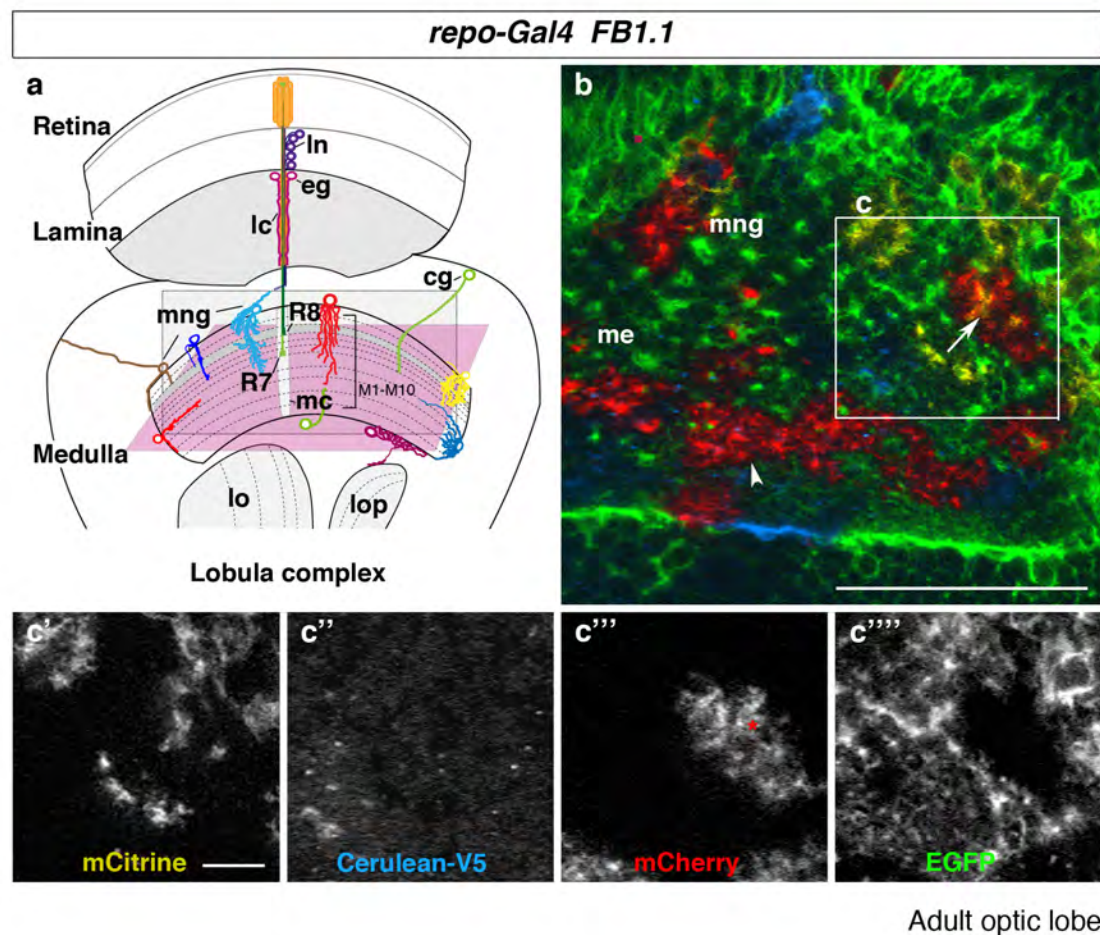 repo-Gal4 FB1.1
a
Retina
ln
eg
lc
Lamina
cg
mng
R8
R7
mc
M1-M10
Medulla
lo
lop
Lobula complex
b
c
mng
me
c'
mCitrine
c''
Cerulean-V5
c'''
mCherry
c''''
EGFP
Adult optic lobe